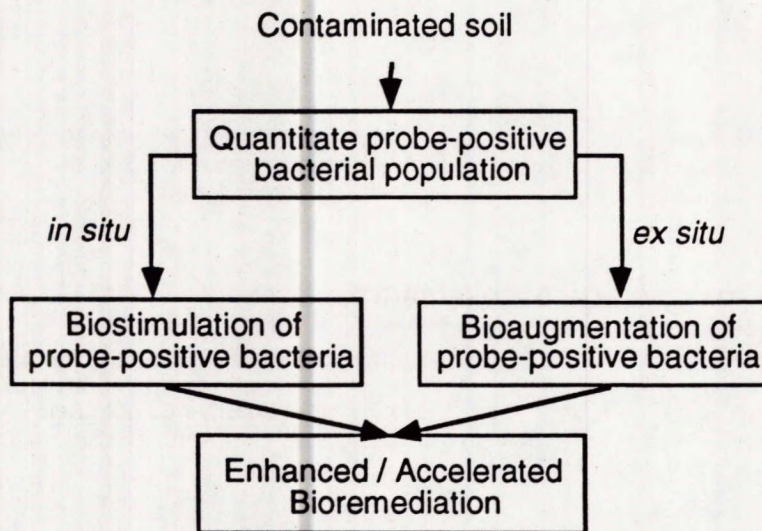 Contaminated soil
Quantitate probe-positive
bacterial population
in situ
ex situ
Biostimulation of
probe-positive bacteria
Bioaugmentation of
probe-positive bacteria
Enhanced / Accelerated
Bioremediation